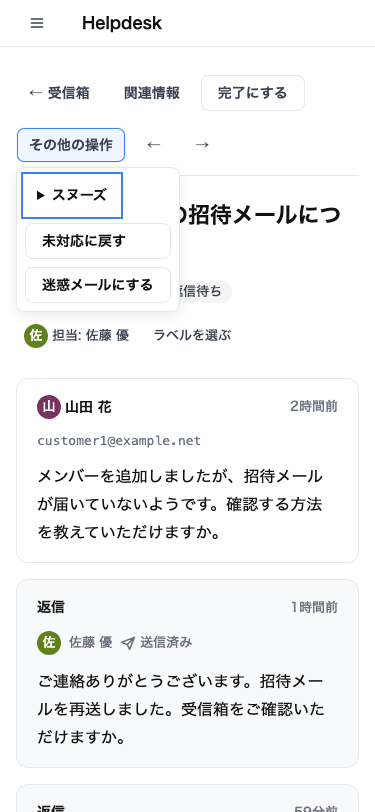 Helpdesk
← 受信箱 関連情報 完了にする
その他の操作 ← →
▶ スヌーズ
の招待メールにつ
未対応に戻す
迷惑メールにする
信待ち
佐 担当: 佐藤 優 ラベルを選ぶ
山 山田 花 2時間前
customer1@example.net
メンバーを追加しましたが、招待メール
が届いていないようです。確認する方法
を教えていただけますか。
返信 1時間前
佐 佐藤 優 送信済み
ご連絡ありがとうございます。招待メー
ルを再送しました。受信箱をご確認いた
だけますか。
返信 59分前